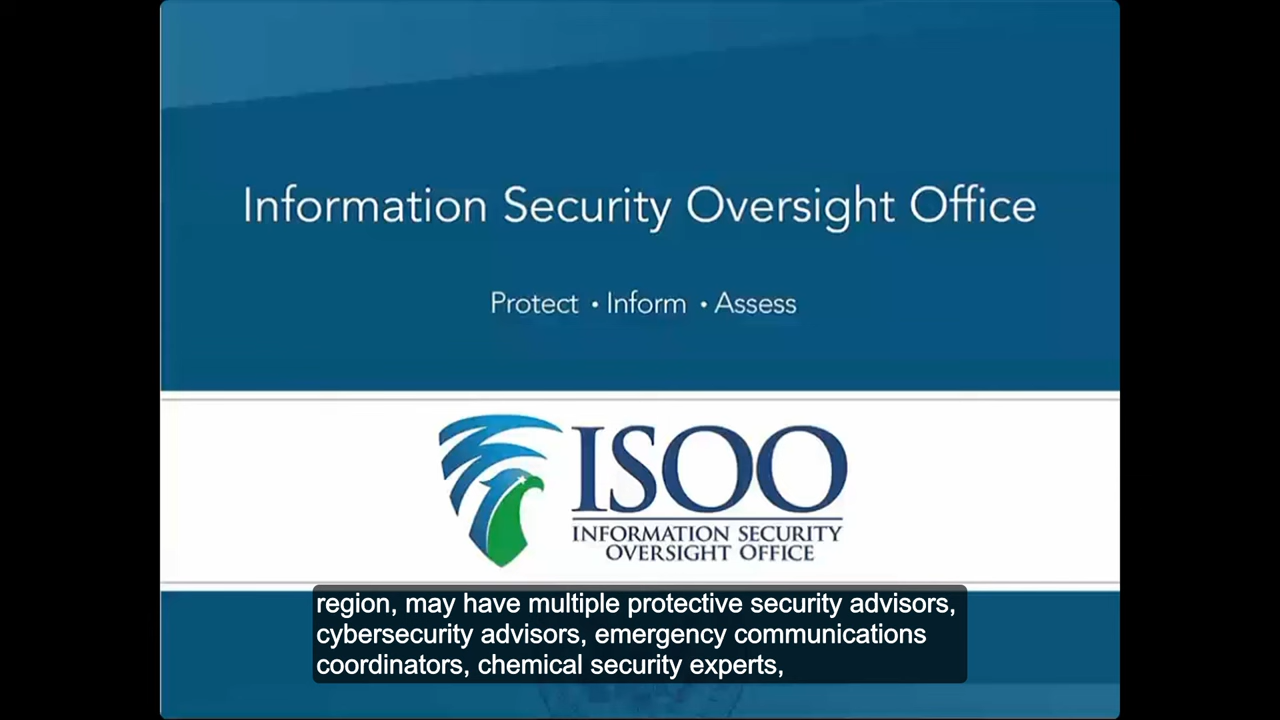 Information Security Oversight Office
Protect • Inform • Assess
ISOO
INFORMATION SECURITY
OVERSIGHT OFFICE
region, may have multiple protective security advisors,
cybersecurity advisors, emergency communications
coordinators, chemical security experts,